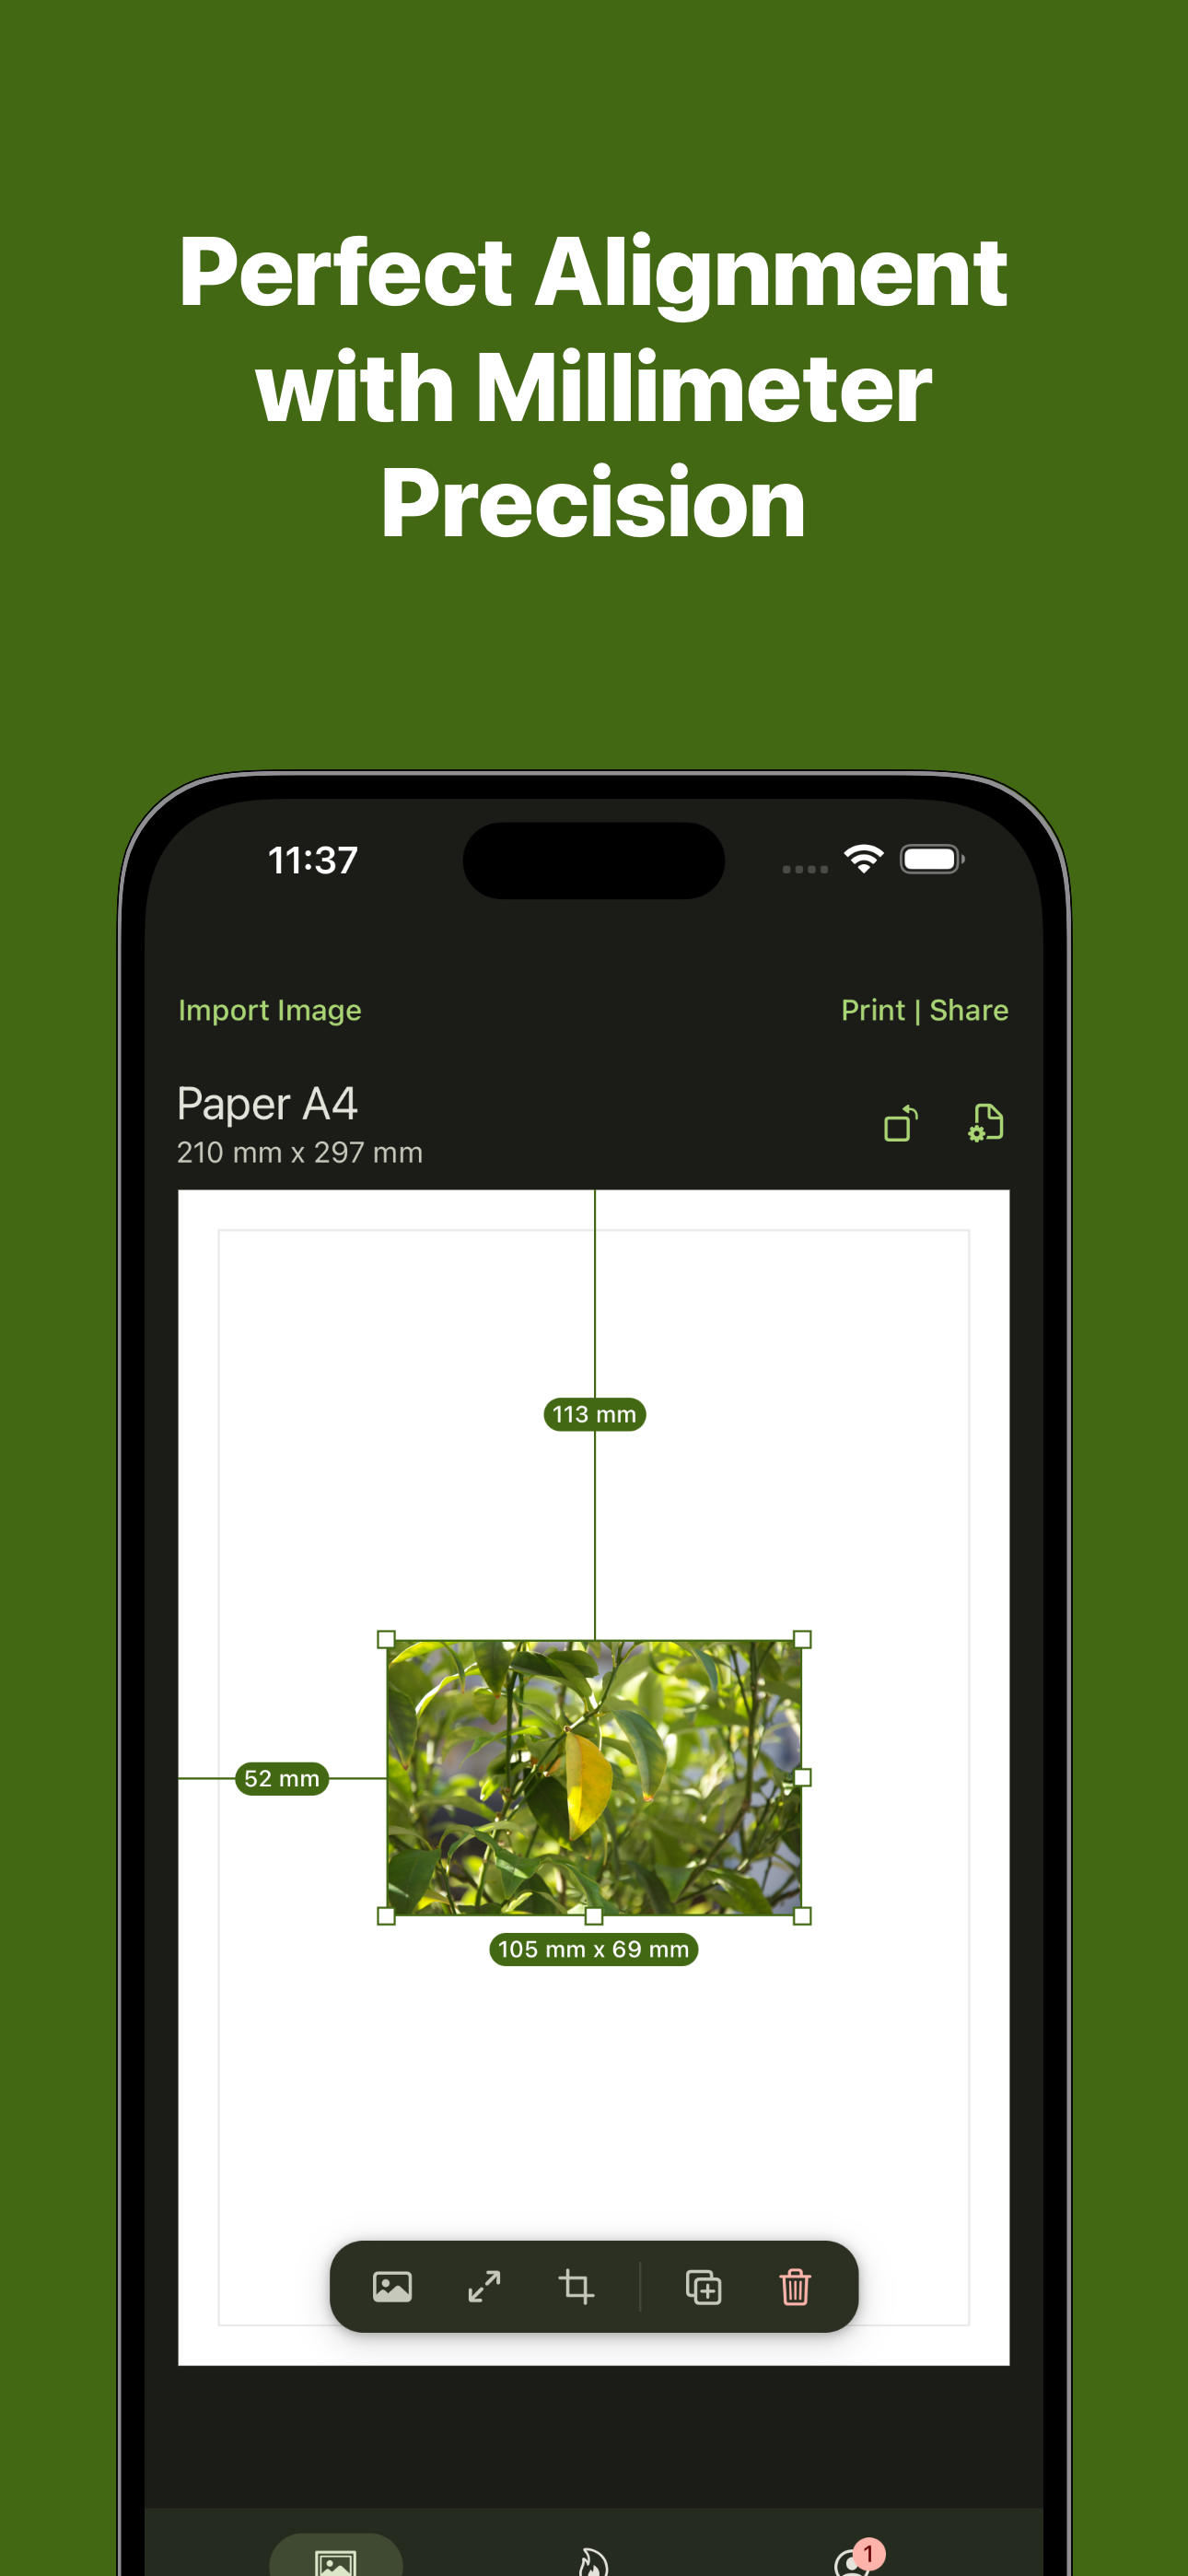 Perfect Alignment
with Millimeter
Precision
11:37
Import Image
Print | Share
Paper A4
210 mm x 297 mm
113 mm
52 mm
105 mm x 69 mm
1